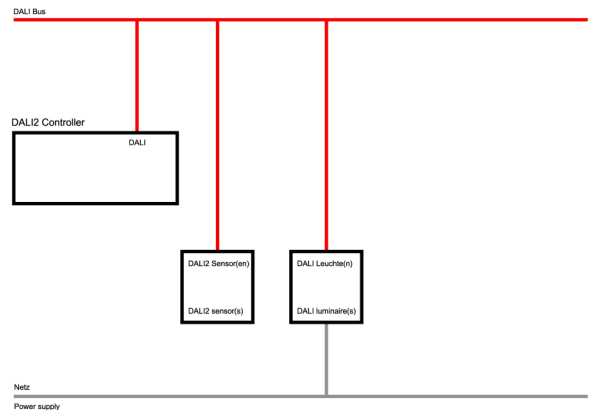 DALI Bus
DALI2 Controller
DALI
DALI2 Sensor(en)
DALI2 sensor(s)
DALI Leuchte(n)
DALI luminaire(s)
Netz
Power supply